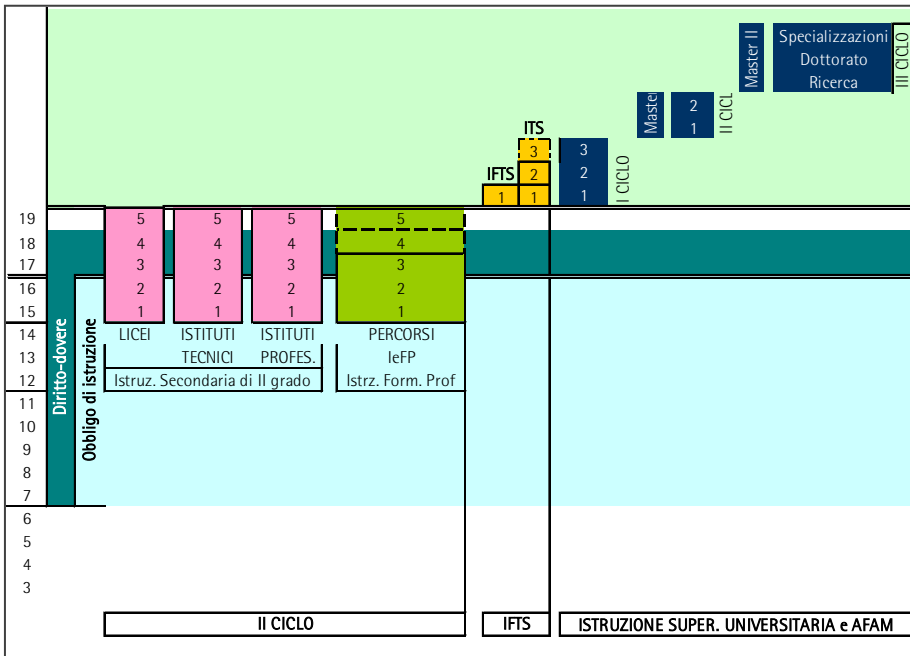 Master II
Specializzazioni
Dottorato
Ricerca
III CICLO
Master
2
1
II CICL
ITS
3
2
1
IFTS
1
3
2
1
I CICLO
19 5 5 5 5
18 4 4 4 4
17 3 3 3 3
16 2 2 2 2
15 1 1 1 1
14 LICEI ISTITUTI ISTITUTI PERCORSI
13 TECNICI PROFES. IeFP
12 Istruz. Secondaria di II grado Istrz. Form. Prof
11
10
9
8
7
6
5
4
3
Diritto-dovere
Obbligo di istruzione
II CICLO IFTS ISTRUZIONE SUPER. UNIVERSITARIA e AFAM